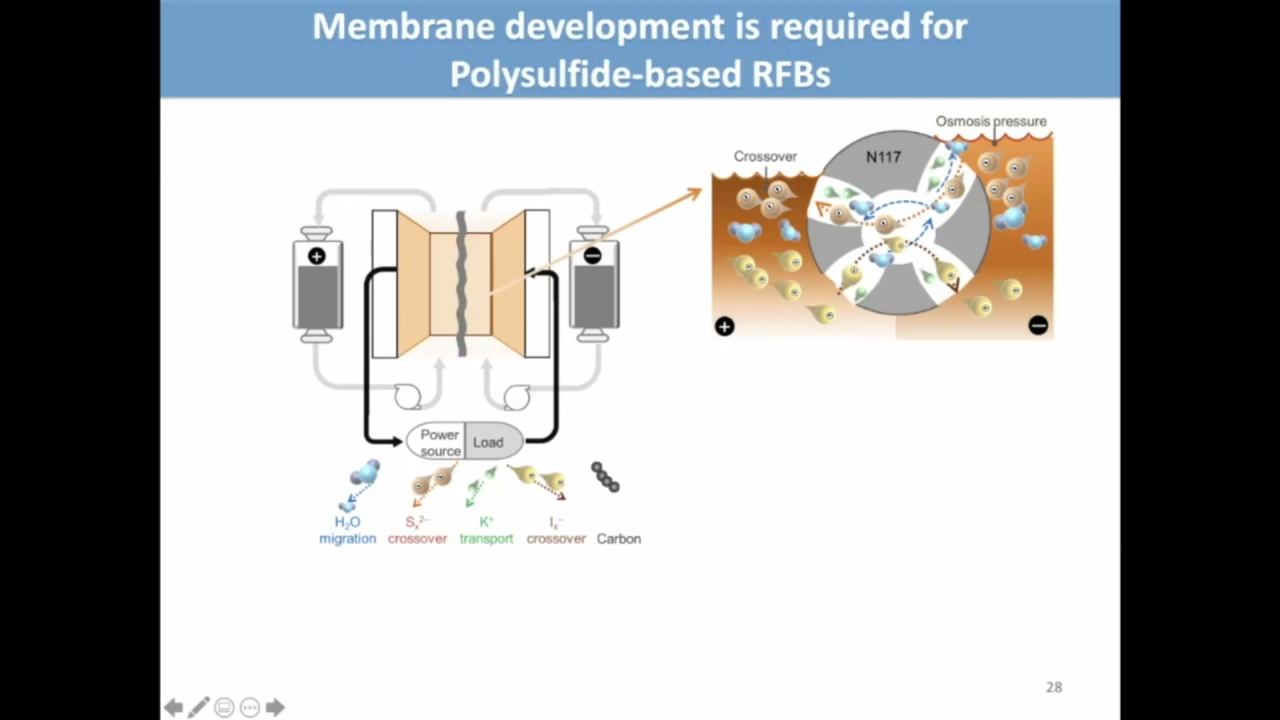 Membrane development is required for
Polysulfide-based RFBs
Osmosis pressure
Crossover
N117
+
−
+
−
Power
source
Load
H₂O
migration
Sₓ²⁻
crossover
K⁺
transport
Iₓ⁻
crossover
Carbon
28